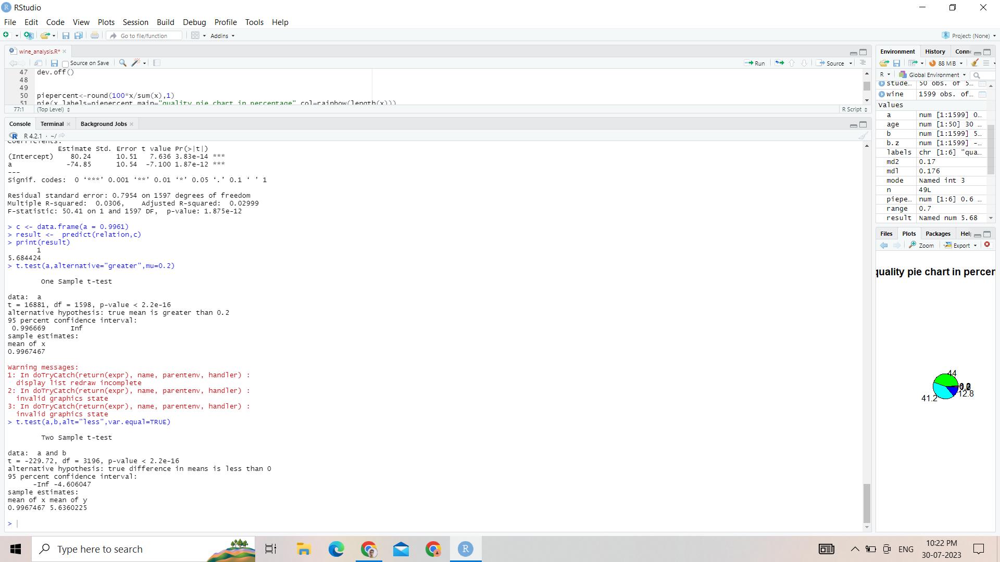 RStudio
File Edit Code View Plots Session Build Debug Profile Tools Help
Go to file/function Addins Project: (None)
wine_analysis.R*
Source on Save Run Source
47 dev.off()
48
49
50 piepercent<-round(100*x/sum(x),1)
51 pie(x,labels=piepercent,main="quality pie chart in percentage",col=rainbow(length(x)))
77:1 (Top Level) R Script
Console Terminal Background Jobs
R 4.2.1 · ~/
Coefficients:
Estimate Std. Error t value Pr(>|t|)
(Intercept) 80.24 10.51 7.636 3.83e-14 ***
a -74.85 10.54 -7.100 1.87e-12 ***
---
Signif. codes: 0 ‘***’ 0.001 ‘**’ 0.01 ‘*’ 0.05 ‘.’ 0.1 ‘ ’ 1
Residual standard error: 0.7954 on 1597 degrees of freedom
Multiple R-squared: 0.0306, Adjusted R-squared: 0.02999
F-statistic: 50.41 on 1 and 1597 DF, p-value: 1.875e-12
> c <- data.frame(a = 0.9961)
> result <- predict(relation,c)
> print(result)
1
5.684424
> t.test(a,alternative="greater",mu=0.2)
One Sample t-test
data: a
t = 16881, df = 1598, p-value < 2.2e-16
alternative hypothesis: true mean is greater than 0.2
95 percent confidence interval:
0.996669 Inf
sample estimates:
mean of x
0.9967467
Warning messages:
1: In doTryCatch(return(expr), name, parentenv, handler) :
display list redraw incomplete
2: In doTryCatch(return(expr), name, parentenv, handler) :
invalid graphics state
3: In doTryCatch(return(expr), name, parentenv, handler) :
invalid graphics state
> t.test(a,b,alt="less",var.equal=TRUE)
Two Sample t-test
data: a and b
t = -229.72, df = 3196, p-value < 2.2e-16
alternative hypothesis: true difference in means is less than 0
95 percent confidence interval:
-Inf -4.606047
sample estimates:
mean of x mean of y
0.9967467 5.6360225
>
Environment History Conne
88 MiB
R Global Environment
stude… 50 obs. of 5…
wine 1599 obs. of…
Values
a num [1:1599] 0…
age num [1:50] 30 …
b num [1:1599] 5…
b.z num [1:1599] -…
labels chr [1:6] "qua…
md2 0.17
mdl 0.176
mode Named int 3
n 49L
piepe… num [1:6] 0.6 …
range 0.7
result Named num 5.68
Files Plots Packages Hel
Zoom Export
quality pie chart in percen
44
12.8
41.2
Type here to search
ENG
10:22 PM
30-07-2023